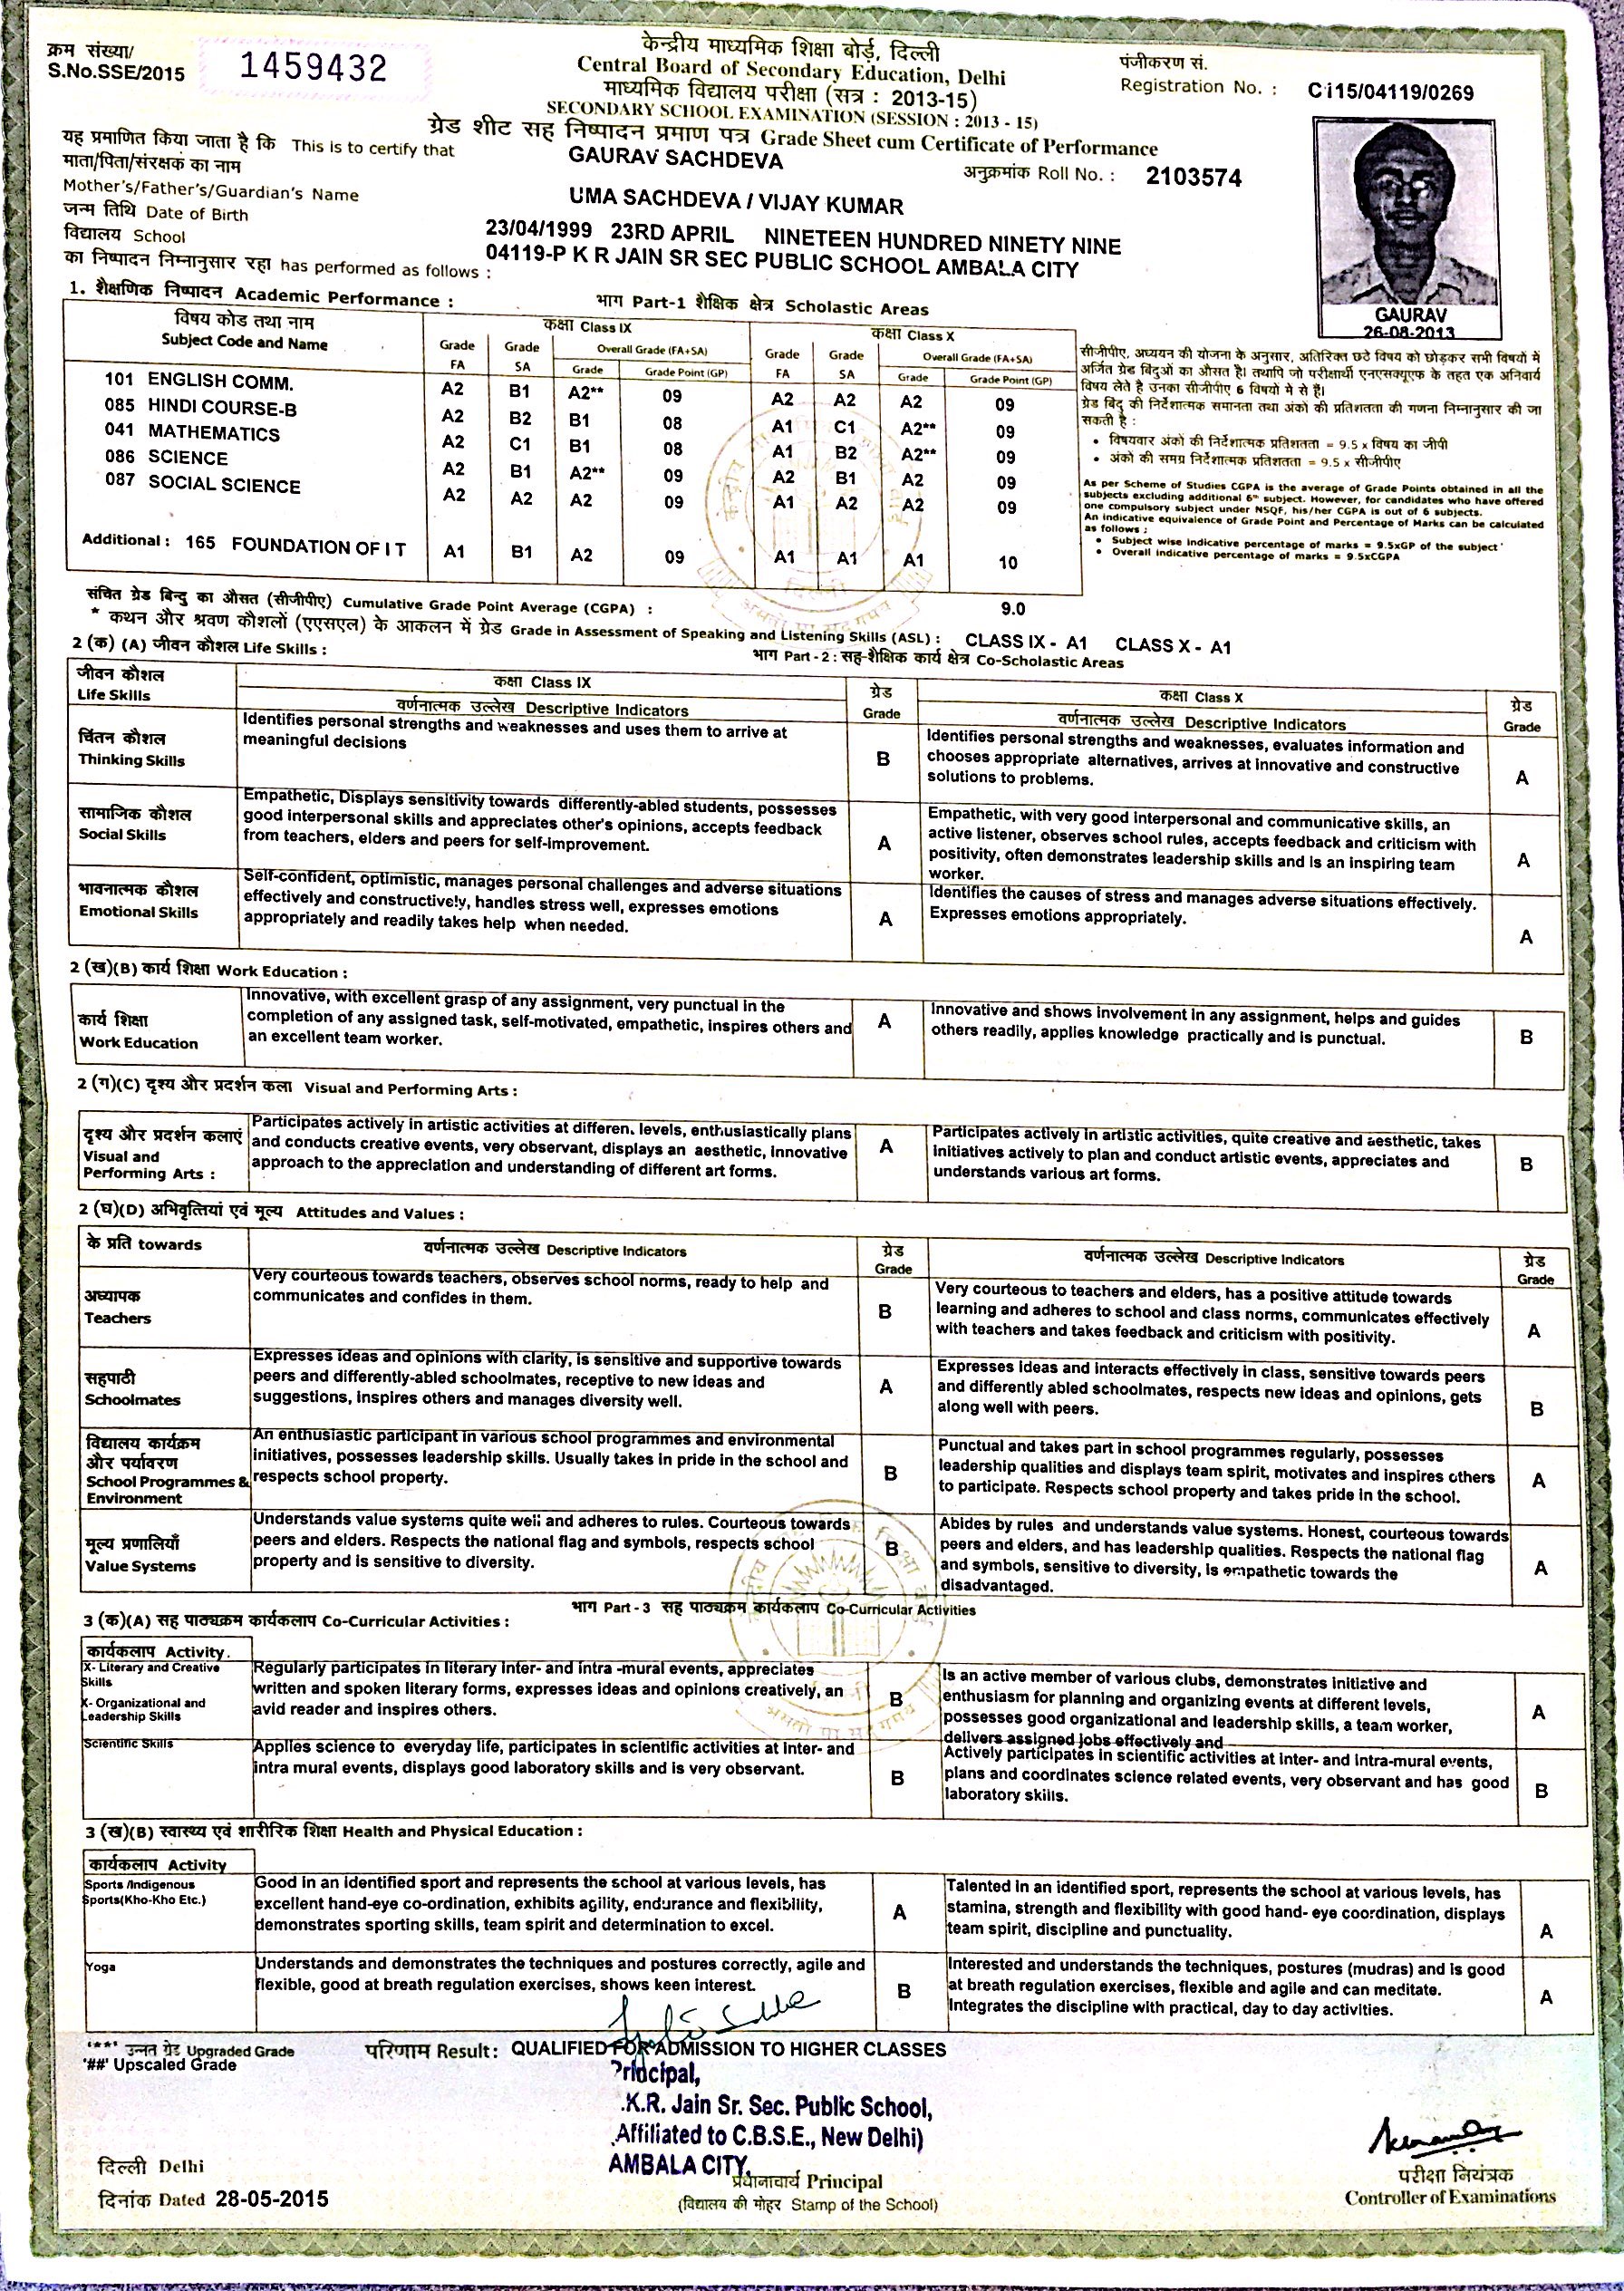 क्रम संख्या/
S.No.SSE/2015 1459432
केन्द्रीय माध्यमिक शिक्षा बोर्ड, दिल्ली
Central Board of Secondary Education, Delhi
माध्यमिक विद्यालय परीक्षा (सत्र : 2013-15)
SECONDARY SCHOOL EXAMINATION (SESSION : 2013 - 15)
ग्रेड शीट सह निष्पादन प्रमाण पत्र Grade Sheet cum Certificate of Performance
पंजीकरण सं.
Registration No. : Ci15/04119/0269
यह प्रमाणित किया जाता है कि This is to certify that GAURAV SACHDEVA
अनुक्रमांक Roll No. : 2103574
माता/पिता/संरक्षक का नाम
Mother's/Father's/Guardian's Name UMA SACHDEVA / VIJAY KUMAR
जन्म तिथि Date of Birth 23/04/1999 23RD APRIL NINETEEN HUNDRED NINETY NINE
विद्यालय School 04119-P K R JAIN SR SEC PUBLIC SCHOOL AMBALA CITY
का निष्पादन निम्नानुसार रहा has performed as follows :
GAURAV
26-08-2013
1. शैक्षणिक निष्पादन Academic Performance : भाग Part-1 शैक्षिक क्षेत्र Scholastic Areas
विषय कोड तथा नाम कक्षा Class IX कक्षा Class X
Subject Code and Name Grade FA Grade SA Overall Grade (FA+SA) Grade FA Grade SA Overall Grade (FA+SA)
Grade Grade Point (GP) Grade Grade Point (GP)
101 ENGLISH COMM. A2 B1 A2** 09 A2 A2 A2 09
085 HINDI COURSE-B A2 B2 B1 08 A1 C1 A2** 09
041 MATHEMATICS A2 C1 B1 08 A1 B2 A2** 09
086 SCIENCE A2 B1 A2** 09 A2 B1 A2 09
087 SOCIAL SCIENCE A2 A2 A2 09 A1 A2 A2 09
Additional : 165 FOUNDATION OF I T A1 B1 A2 09 A1 A1 A1 10
सीजीपीए, अध्ययन की योजना के अनुसार, अतिरिक्त छठे विषय को छोड़कर सभी विषयों में
अर्जित ग्रेड बिंदुओं का औसत है। तथापि जो परीक्षार्थी एनएसक्यूएफ के तहत एक अनिवार्य
विषय लेते है उनका सीजीपीए 6 विषयों मे से है।
ग्रेड बिंदु की निर्देशात्मक समानता तथा अंकों की प्रतिशतता की गणना निम्नानुसार की जा
सकती है :
• विषयवार अंकों की निर्देशात्मक प्रतिशतता = 9.5 x विषय का जीपी
• अंकों की समग्र निर्देशात्मक प्रतिशतता = 9.5 x सीजीपीए
As per Scheme of Studies CGPA is the average of Grade Points obtained in all the
subjects excluding additional 6th subject. However, for candidates who have offered
one compulsory subject under NSQF, his/her CGPA is out of 6 subjects.
An indicative equivalence of Grade Point and Percentage of Marks can be calculated
as follows :
• Subject wise indicative percentage of marks = 9.5xGP of the subject
• Overall indicative percentage of marks = 9.5xCGPA
संचित ग्रेड बिन्दु का औसत (सीजीपीए) Cumulative Grade Point Average (CGPA) : 9.0
* कथन और श्रवण कौशलों (एएसएल) के आकलन में ग्रेड Grade in Assessment of Speaking and Listening Skills (ASL) : CLASS IX - A1 CLASS X - A1
2 (क) (A) जीवन कौशल Life Skills : भाग Part - 2 : सह-शैक्षिक कार्य क्षेत्र Co-Scholastic Areas
जीवन कौशल कक्षा Class IX ग्रेड कक्षा Class X ग्रेड
Life Skills वर्णनात्मक उल्लेख Descriptive Indicators Grade वर्णनात्मक उल्लेख Descriptive Indicators Grade
चिंतन कौशल
Thinking Skills
Identifies personal strengths and weaknesses and uses them to arrive at
meaningful decisions
B
Identifies personal strengths and weaknesses, evaluates information and
chooses appropriate alternatives, arrives at innovative and constructive
solutions to problems.
A
सामाजिक कौशल
Social Skills
Empathetic, Displays sensitivity towards differently-abled students, possesses
good interpersonal skills and appreciates other's opinions, accepts feedback
from teachers, elders and peers for self-improvement.
A
Empathetic, with very good interpersonal and communicative skills, an
active listener, observes school rules, accepts feedback and criticism with
positivity, often demonstrates leadership skills and is an inspiring team
worker.
A
भावनात्मक कौशल
Emotional Skills
Self-confident, optimistic, manages personal challenges and adverse situations
effectively and constructively, handles stress well, expresses emotions
appropriately and readily takes help when needed.
A
Identifies the causes of stress and manages adverse situations effectively.
Expresses emotions appropriately.
A
2 (ख)(B) कार्य शिक्षा Work Education :
कार्य शिक्षा
Work Education
Innovative, with excellent grasp of any assignment, very punctual in the
completion of any assigned task, self-motivated, empathetic, inspires others and
an excellent team worker.
A
Innovative and shows involvement in any assignment, helps and guides
others readily, applies knowledge practically and is punctual.
B
2 (ग)(C) दृश्य और प्रदर्शन कला Visual and Performing Arts :
दृश्य और प्रदर्शन कलाएं
Visual and
Performing Arts :
Participates actively in artistic activities at differen. levels, enthusiastically plans
and conducts creative events, very observant, displays an aesthetic, innovative
approach to the appreciation and understanding of different art forms.
A
Participates actively in artistic activities, quite creative and aesthetic, takes
initiatives actively to plan and conduct artistic events, appreciates and
understands various art forms.
B
2 (घ)(D) अभिवृत्तियां एवं मूल्य Attitudes and Values :
के प्रति towards वर्णनात्मक उल्लेख Descriptive Indicators ग्रेड Grade वर्णनात्मक उल्लेख Descriptive Indicators ग्रेड Grade
अध्यापक
Teachers
Very courteous towards teachers, observes school norms, ready to help and
communicates and confides in them.
B
Very courteous to teachers and elders, has a positive attitude towards
learning and adheres to school and class norms, communicates effectively
with teachers and takes feedback and criticism with positivity.
A
सहपाठी
Schoolmates
Expresses ideas and opinions with clarity, is sensitive and supportive towards
peers and differently-abled schoolmates, receptive to new ideas and
suggestions, inspires others and manages diversity well.
A
Expresses ideas and interacts effectively in class, sensitive towards peers
and differently abled schoolmates, respects new ideas and opinions, gets
along well with peers.
B
विद्यालय कार्यक्रम
और पर्यावरण
School Programmes &
Environment
An enthusiastic participant in various school programmes and environmental
initiatives, possesses leadership skills. Usually takes in pride in the school and
respects school property.
B
Punctual and takes part in school programmes regularly, possesses
leadership qualities and displays team spirit, motivates and inspires others
to participate. Respects school property and takes pride in the school.
A
मूल्य प्रणालियाँ
Value Systems
Understands value systems quite well and adheres to rules. Courteous towards
peers and elders. Respects the national flag and symbols, respects school
property and is sensitive to diversity.
B
Abides by rules and understands value systems. Honest, courteous towards
peers and elders, and has leadership qualities. Respects the national flag
and symbols, sensitive to diversity, is empathetic towards the
disadvantaged.
A
भाग Part - 3 सह पाठ्यक्रम कार्यकलाप Co-Curricular Activities
3 (क)(A) सह पाठ्यक्रम कार्यकलाप Co-Curricular Activities :
कार्यकलाप Activity.
X- Literary and Creative
Skills
X- Organizational and
Leadership Skills
Regularly participates in literary inter- and intra -mural events, appreciates
written and spoken literary forms, expresses ideas and opinions creatively, an
avid reader and inspires others.
B
Is an active member of various clubs, demonstrates initiative and
enthusiasm for planning and organizing events at different levels,
possesses good organizational and leadership skills, a team worker,
delivers assigned jobs effectively and
A
Scientific Skills
Applies science to everyday life, participates in scientific activities at inter- and
intra mural events, displays good laboratory skills and is very observant.
B
Actively participates in scientific activities at inter- and intra-mural events,
plans and coordinates science related events, very observant and has good
laboratory skills.
B
3 (ख)(B) स्वास्थ्य एवं शारीरिक शिक्षा Health and Physical Education :
कार्यकलाप Activity
Sports /Indigenous
Sports(Kho-Kho Etc.)
Good in an identified sport and represents the school at various levels, has
excellent hand-eye co-ordination, exhibits agility, endurance and flexibility,
demonstrates sporting skills, team spirit and determination to excel.
A
Talented in an identified sport, represents the school at various levels, has
stamina, strength and flexibility with good hand- eye coordination, displays
team spirit, discipline and punctuality.
A
Yoga
Understands and demonstrates the techniques and postures correctly, agile and
flexible, good at breath regulation exercises, shows keen interest.
B
Interested and understands the techniques, postures (mudras) and is good
at breath regulation exercises, flexible and agile and can meditate.
Integrates the discipline with practical, day to day activities.
A
'**' उन्नत ग्रेड Upgraded Grade
'##' Upscaled Grade
परिणाम Result : QUALIFIED FOR ADMISSION TO HIGHER CLASSES
Principal,
.K.R. Jain Sr. Sec. Public School,
Affiliated to C.B.S.E., New Delhi)
AMBALA CITY.
प्रधानाचार्य Principal
(विद्यालय की मोहर Stamp of the School)
दिल्ली Delhi
दिनांक Dated 28-05-2015
परीक्षा नियंत्रक
Controller of Examinations